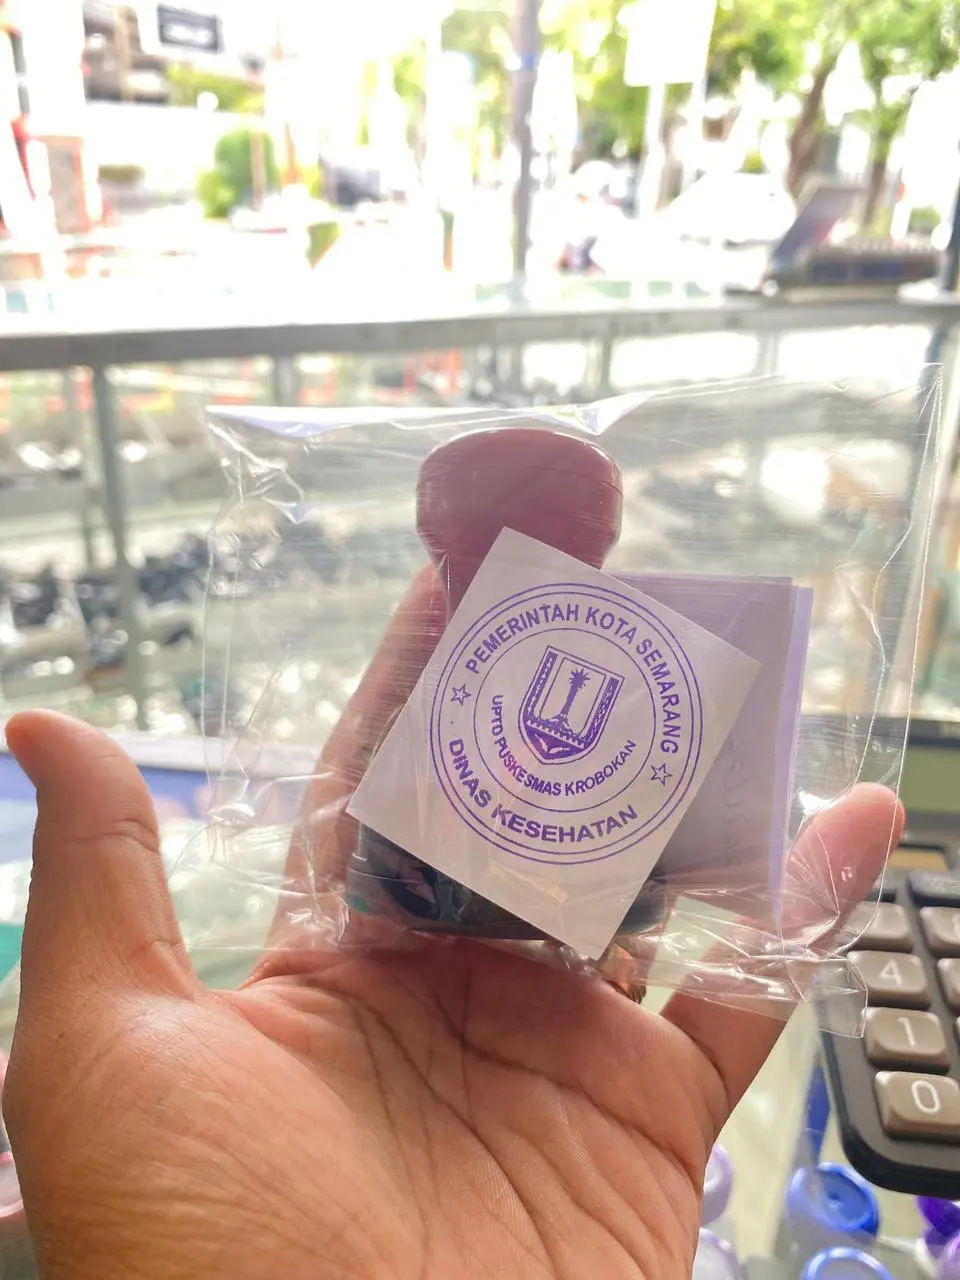 PEMERINTAH KOTA SEMARANG
UPTD PUSKESMAS KROBOKAN
DINAS KESEHATAN
4
1
0